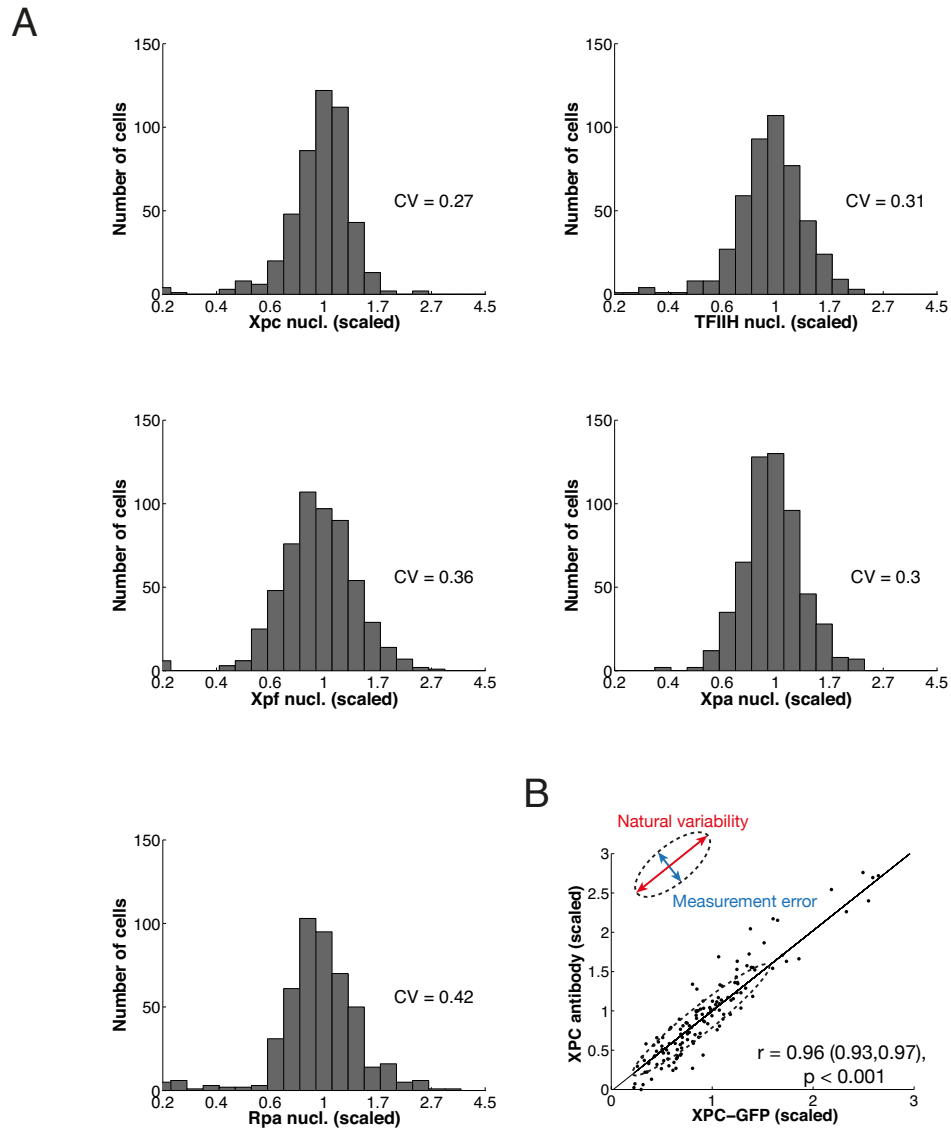 A
150
100
50
0
Number of cells
CV = 0.27
0.2 0.4 0.6 1 1.7 2.7 4.5
Xpc nucl. (scaled)
150
100
50
0
Number of cells
CV = 0.31
0.2 0.4 0.6 1 1.7 2.7 4.5
TFIIH nucl. (scaled)
150
100
50
0
Number of cells
CV = 0.36
0.2 0.4 0.6 1 1.7 2.7 4.5
Xpf nucl. (scaled)
150
100
50
0
Number of cells
CV = 0.3
0.2 0.4 0.6 1 1.7 2.7 4.5
Xpa nucl. (scaled)
150
100
50
0
Number of cells
CV = 0.42
0.2 0.4 0.6 1 1.7 2.7 4.5
Rpa nucl. (scaled)
B
Natural variability
Measurement error
3
2.5
2
1.5
1
0.5
0
XPC antibody (scaled)
r = 0.96 (0.93,0.97),
p < 0.001
0 1 2 3
XPC−GFP (scaled)